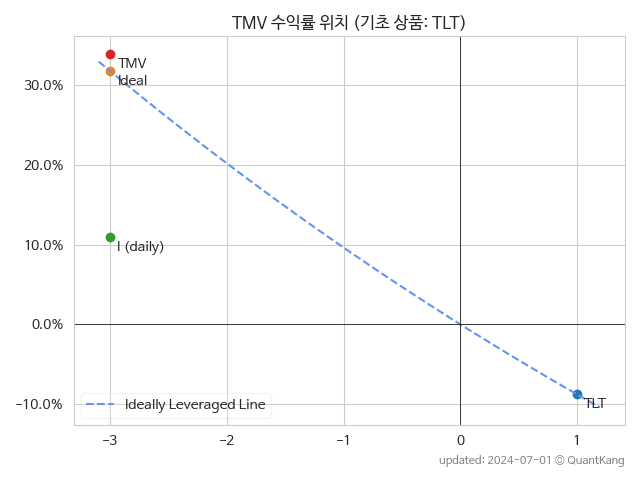 TMV 수익률 위치 (기초 상품: TLT)
TMV
Ideal
30.0%
20.0%
10.0%
I (daily)
0.0%
TLT
−10.0%
Ideally Leveraged Line
−3 −2 −1 0 1
updated: 2024-07-01 © QuantKang